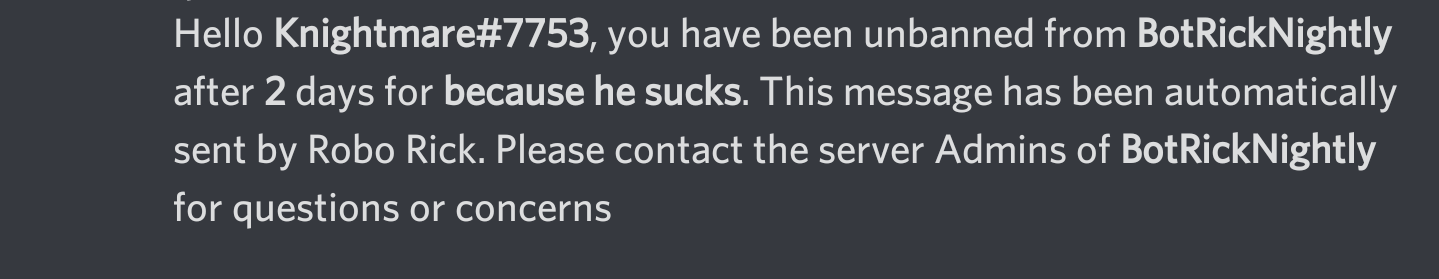 Hello Knightmare#7753, you have been unbanned from BotRickNightly
after 2 days for because he sucks. This message has been automatically
sent by Robo Rick. Please contact the server Admins of BotRickNightly
for questions or concerns